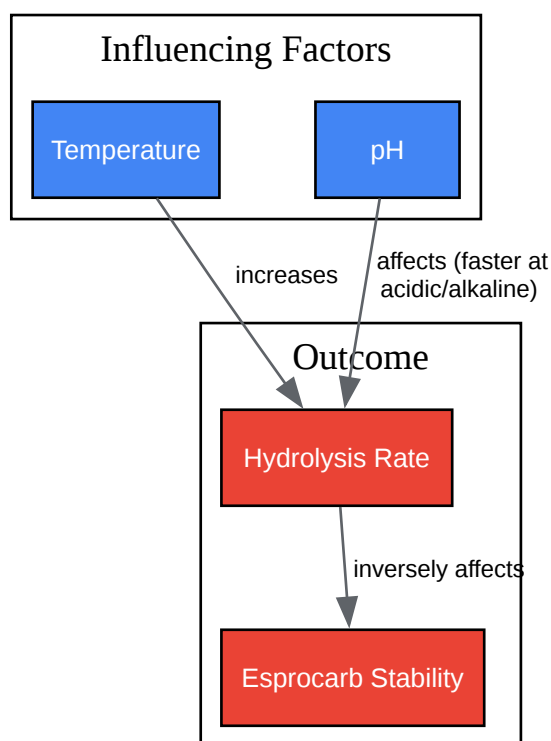 Influencing Factors
Temperature
pH
increases
affects (faster at
acidic/alkaline)
Outcome
Hydrolysis Rate
inversely affects
Esprocarb Stability